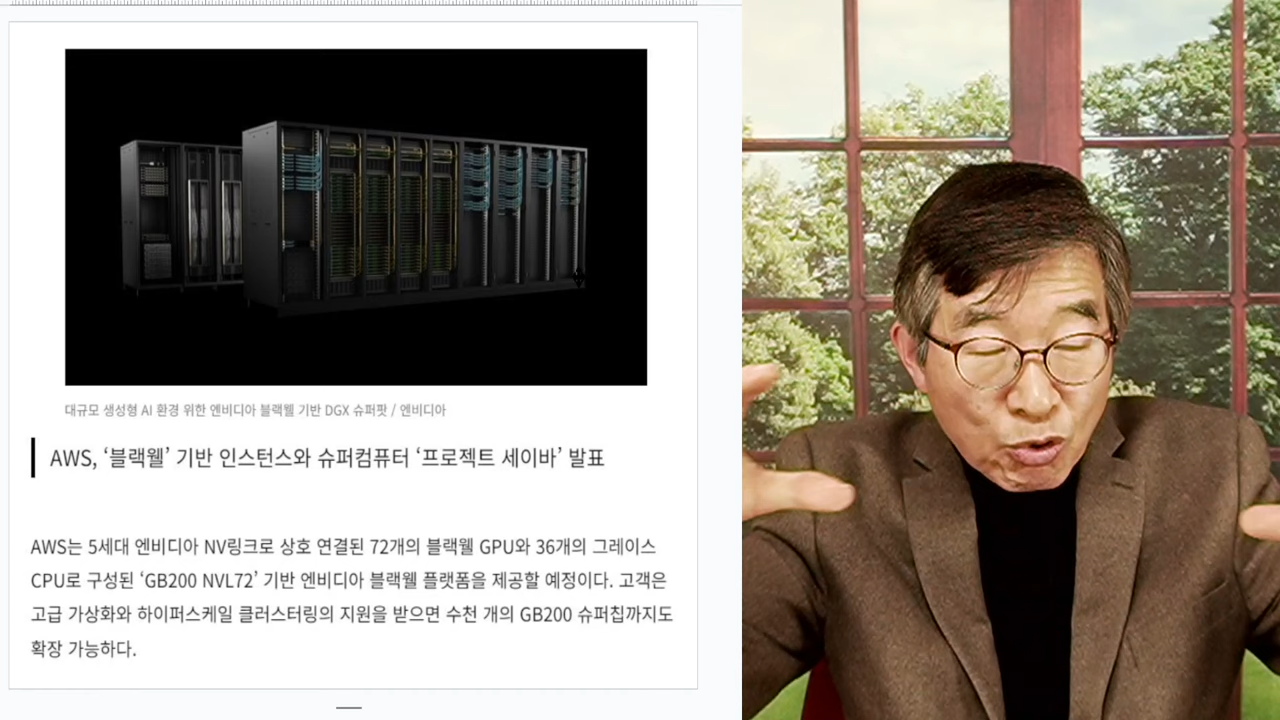 대규모 생성형 AI 환경 위한 엔비디아 블랙웰 기반 DGX 슈퍼팟 / 엔비디아
AWS, ‘블랙웰’ 기반 인스턴스와 슈퍼컴퓨터 ‘프로젝트 세이바’ 발표
AWS는 5세대 엔비디아 NV링크로 상호 연결된 72개의 블랙웰 GPU와 36개의 그레이스
CPU로 구성된 ‘GB200 NVL72’ 기반 엔비디아 블랙웰 플랫폼을 제공할 예정이다. 고객은
고급 가상화와 하이퍼스케일 클러스터링의 지원을 받으면 수천 개의 GB200 슈퍼칩까지도
확장 가능하다.